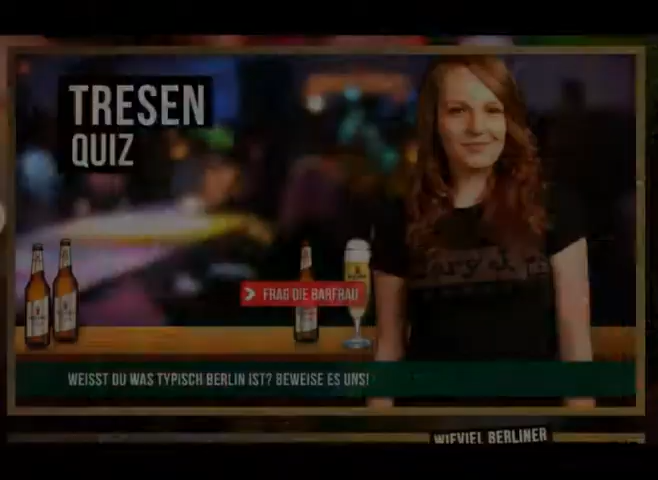 TRESEN
QUIZ
FRAG DIE BARFRAU
WEISST DU WAS TYPISCH BERLIN IST? BEWEISE ES UNS!
WIEVIEL BERLINER